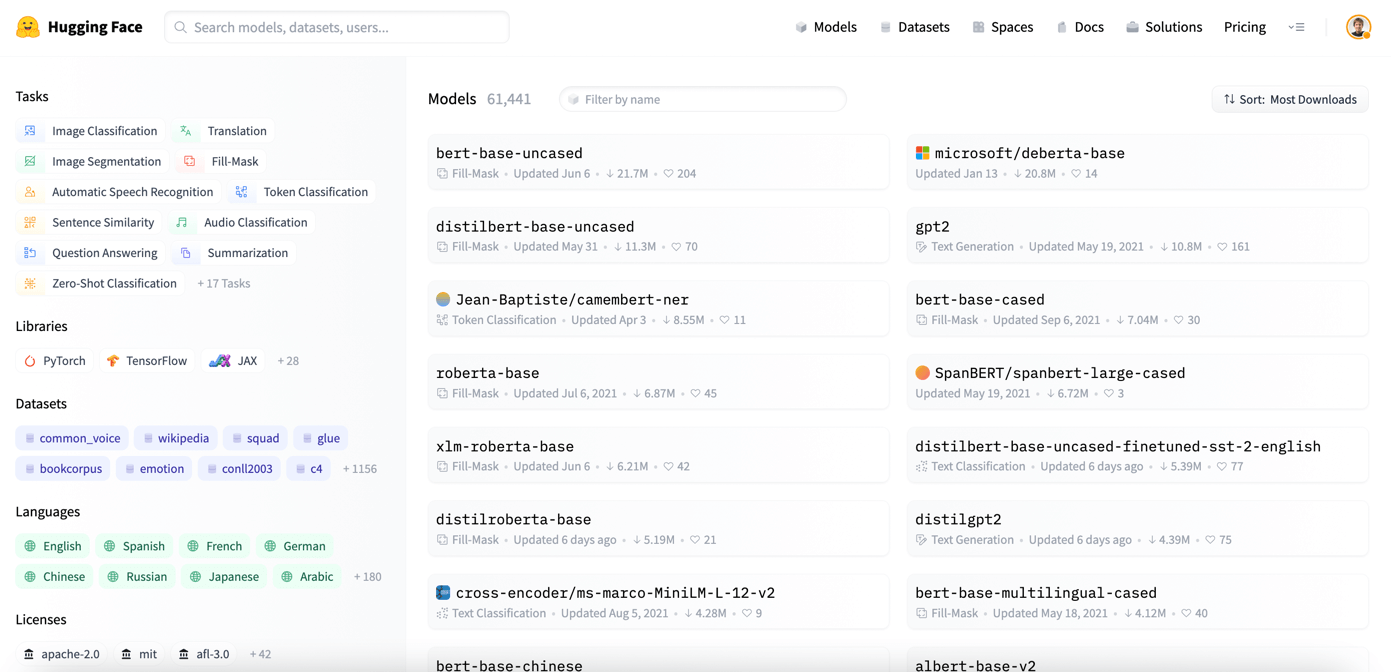 Hugging Face
Search models, datasets, users...
Models
Datasets
Spaces
Docs
Solutions
Pricing
Tasks
Image Classification
Translation
Image Segmentation
Fill-Mask
Automatic Speech Recognition
Token Classification
Sentence Similarity
Audio Classification
Question Answering
Summarization
Zero-Shot Classification
+ 17 Tasks
Libraries
PyTorch
TensorFlow
JAX
+ 28
Datasets
common_voice
wikipedia
squad
glue
bookcorpus
emotion
conll2003
c4
+ 1156
Languages
English
Spanish
French
German
Chinese
Russian
Japanese
Arabic
+ 180
Licenses
apache-2.0
mit
afl-3.0
+ 42
Models 61,441
Filter by name
Sort: Most Downloads
bert-base-uncased
Fill-Mask • Updated Jun 6 • ↓ 21.7M • ♡ 204
microsoft/deberta-base
Updated Jan 13 • ↓ 20.8M • ♡ 14
distilbert-base-uncased
Fill-Mask • Updated May 31 • ↓ 11.3M • ♡ 70
gpt2
Text Generation • Updated May 19, 2021 • ↓ 10.8M • ♡ 161
Jean-Baptiste/camembert-ner
Token Classification • Updated Apr 3 • ↓ 8.55M • ♡ 11
bert-base-cased
Fill-Mask • Updated Sep 6, 2021 • ↓ 7.04M • ♡ 30
roberta-base
Fill-Mask • Updated Jul 6, 2021 • ↓ 6.87M • ♡ 45
SpanBERT/spanbert-large-cased
Updated May 19, 2021 • ↓ 6.72M • ♡ 3
xlm-roberta-base
Fill-Mask • Updated Jun 6 • ↓ 6.21M • ♡ 42
distilbert-base-uncased-finetuned-sst-2-english
Text Classification • Updated 6 days ago • ↓ 5.39M • ♡ 77
distilroberta-base
Fill-Mask • Updated 6 days ago • ↓ 5.19M • ♡ 21
distilgpt2
Text Generation • Updated 6 days ago • ↓ 4.39M • ♡ 75
cross-encoder/ms-marco-MiniLM-L-12-v2
Text Classification • Updated Aug 5, 2021 • ↓ 4.28M • ♡ 9
bert-base-multilingual-cased
Fill-Mask • Updated May 18, 2021 • ↓ 4.12M • ♡ 40
bert-base-chinese
albert-base-v2